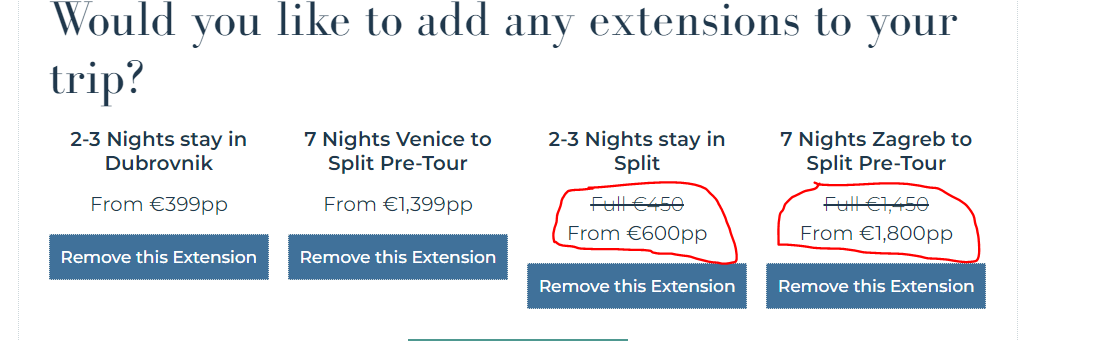 Would you like to add any extensions to your
trip?
2-3 Nights stay in
Dubrovnik
From €399pp
Remove this Extension
7 Nights Venice to
Split Pre-Tour
From €1,399pp
Remove this Extension
2-3 Nights stay in
Split
Full €450
From €600pp
Remove this Extension
7 Nights Zagreb to
Split Pre-Tour
Full €1,450
From €1,800pp
Remove this Extension